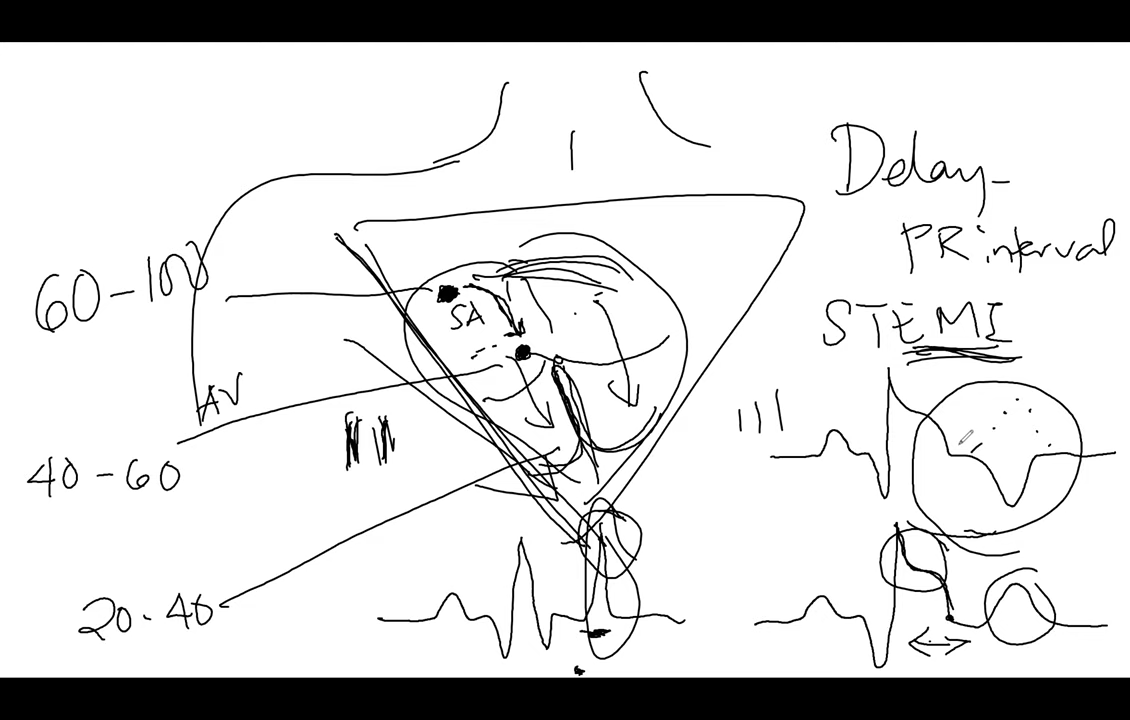 I
Delay-
PR interval
60-100
SA
STEMI
AV
III
40-60
20-40